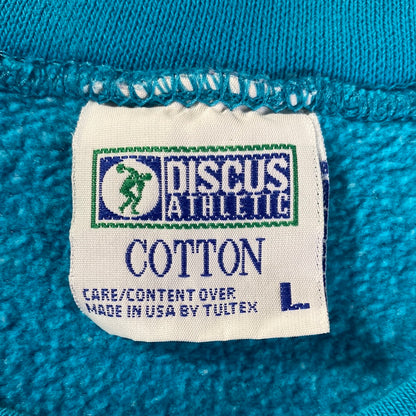 DISCUS
ATHLETIC
COTTON
CARE/CONTENT OVER
MADE IN USA BY TULTEX
L